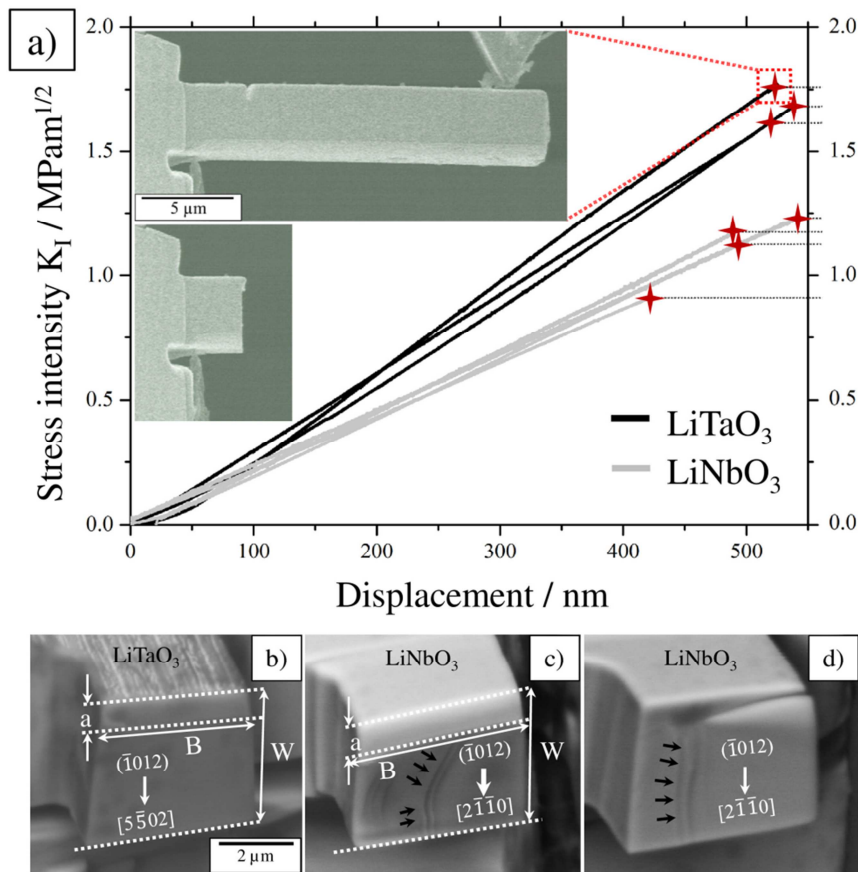 a)
Stress intensity K_I / MPam^1/2
2.0
1.5
1.0
0.5
0.0
2.0
1.5
1.0
0.5
0.0
5 µm
LiTaO₃
LiNbO₃
0 100 200 300 400 500
Displacement / nm
LiTaO₃ b)
a
B
W
(1̄012)
[55̄02]
2 µm
LiNbO₃ c)
a
B
W
(1̄012)
[21̄1̄0]
LiNbO₃ d)
(1̄012)
[21̄1̄0]